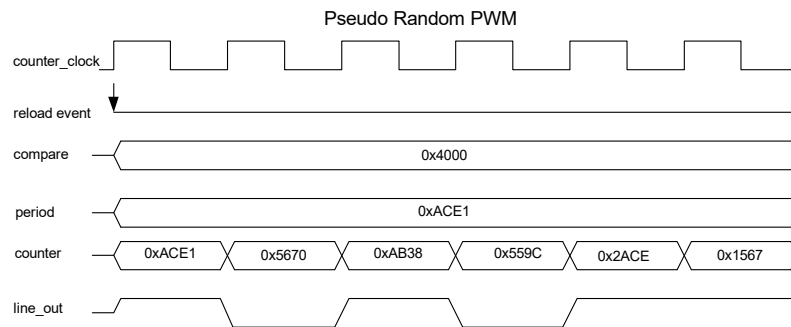 Pseudo Random PWM
counter_clock
reload event
compare 0x4000
period 0xACE1
counter 0xACE1 0x5670 0xAB38 0x559C 0x2ACE 0x1567
line_out